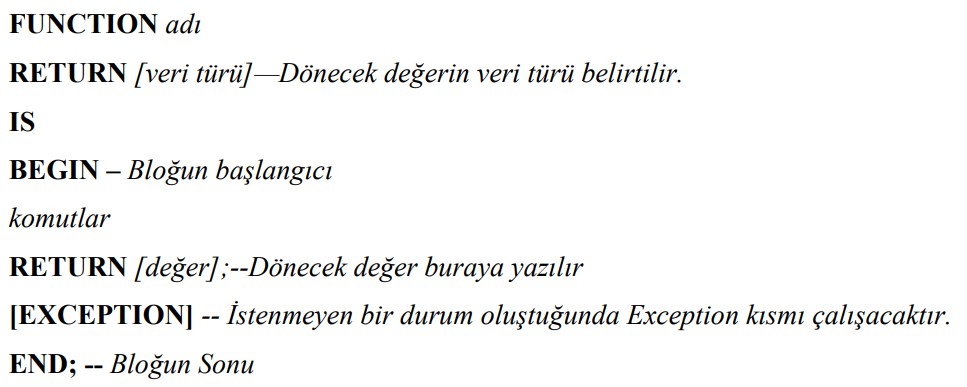 FUNCTION adı
RETURN [veri türü]—Dönecek değerin veri türü belirtilir.
IS
BEGIN – Bloğun başlangıcı
komutlar
RETURN [değer];--Dönecek değer buraya yazılır
[EXCEPTION] -- İstenmeyen bir durum oluştuğunda Exception kısmı çalışacaktır.
END; -- Bloğun Sonu